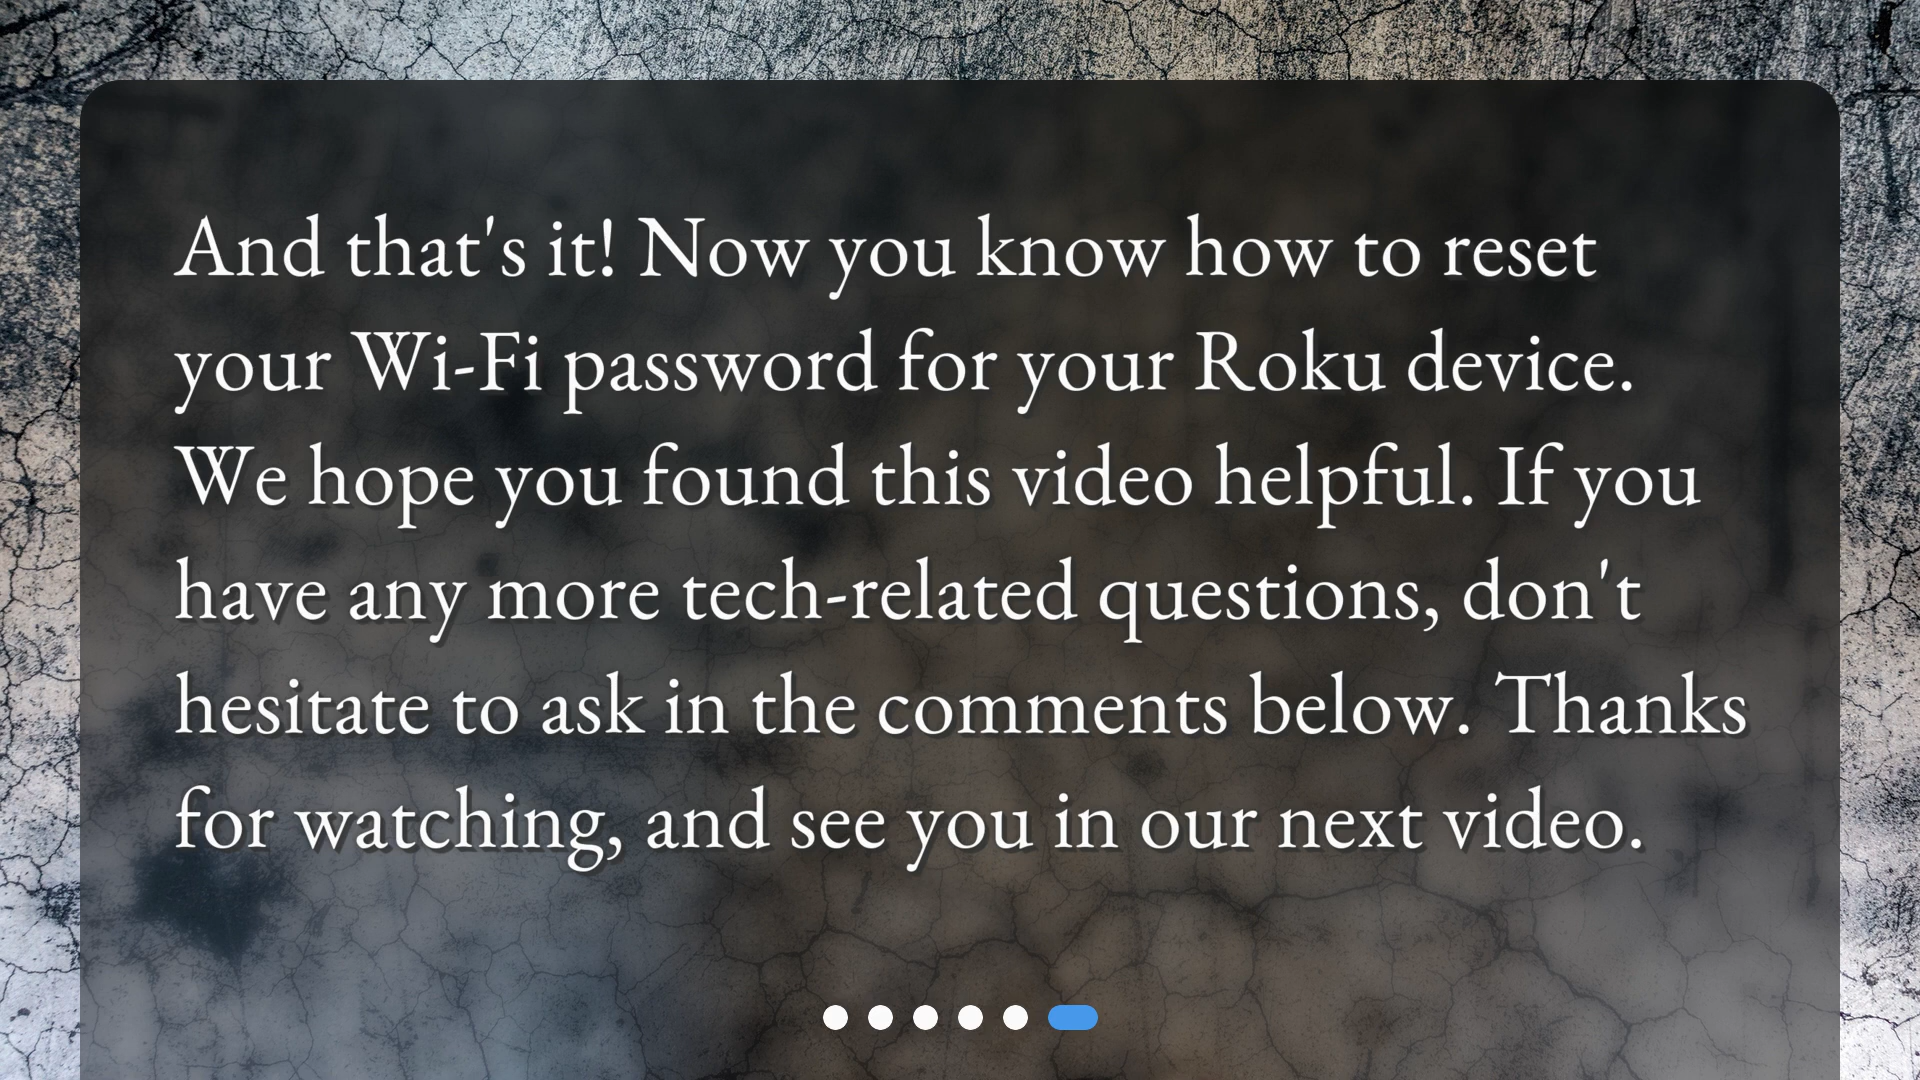 And that's it! Now you know how to reset
your Wi-Fi password for your Roku device.
We hope you found this video helpful. If you
have any more tech-related questions, don't
hesitate to ask in the comments below. Thanks
for watching, and see you in our next video.